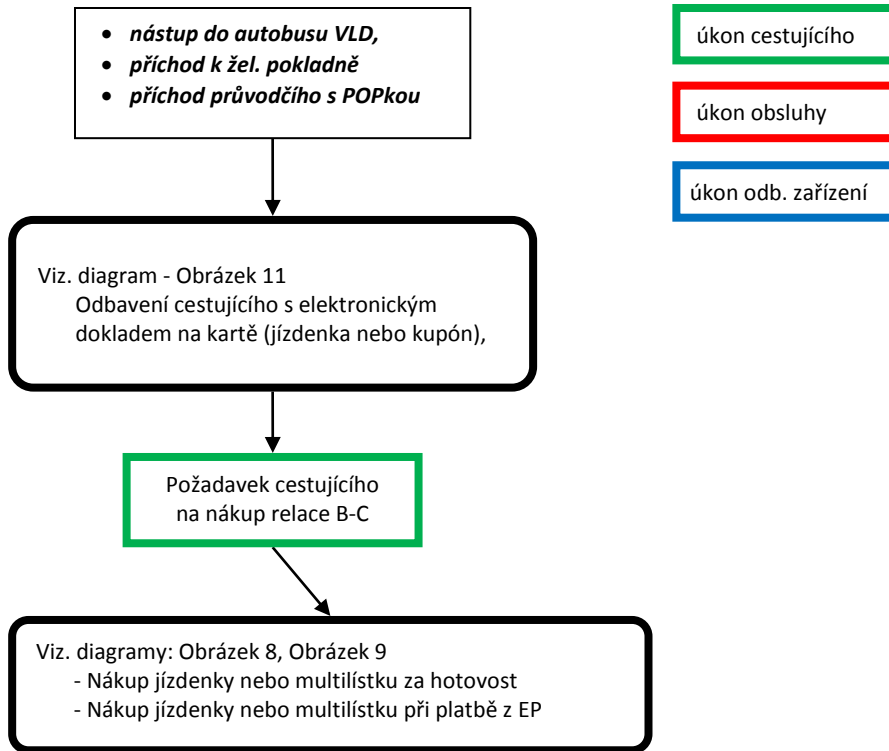 • nástup do autobusu VLD,
• příchod k žel. pokladně
• příchod průvodčího s POPkou
úkon cestujícího
úkon obsluhy
úkon odb. zařízení
Viz. diagram - Obrázek 11
Odbavení cestujícího s elektronickým
dokladem na kartě (jízdenka nebo kupón),
Požadavek cestujícího
na nákup relace B-C
Viz. diagramy: Obrázek 8, Obrázek 9
- Nákup jízdenky nebo multilístku za hotovost
- Nákup jízdenky nebo multilístku při platbě z EP